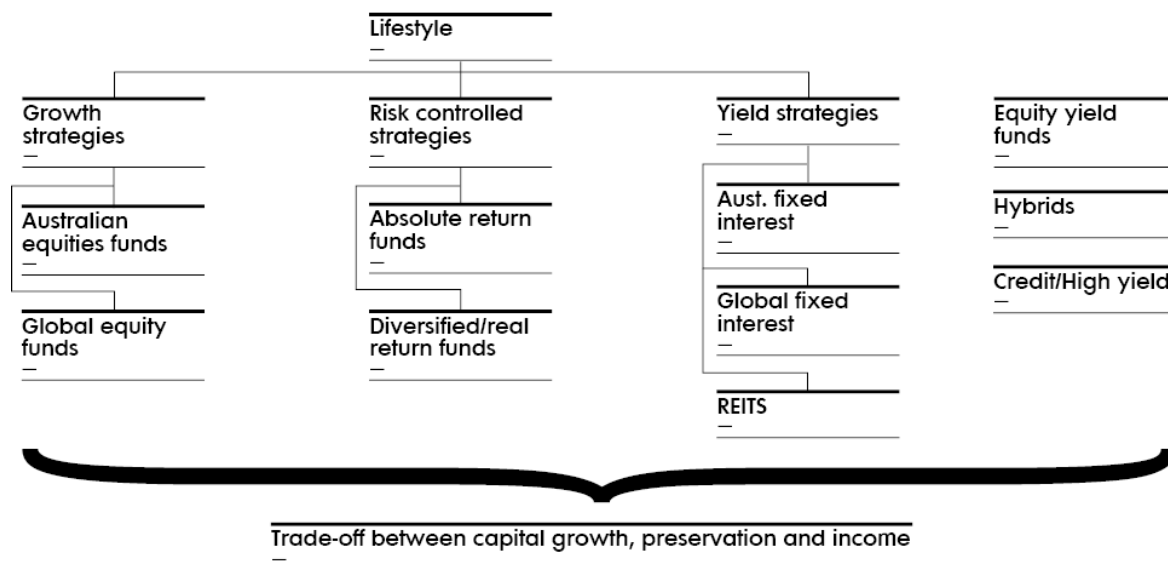 Lifestyle
—
Growth
strategies
—
Risk controlled
strategies
—
Yield strategies
—
Equity yield
funds
—
Australian
equities funds
—
Absolute return
funds
—
Aust. fixed
interest
—
Hybrids
—
Global equity
funds
—
Diversified/real
return funds
—
Global fixed
interest
—
Credit/High yield
—
REITS
—
Trade-off between capital growth, preservation and income
—